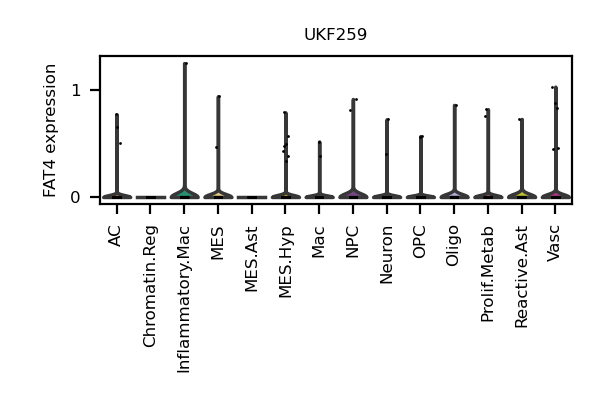 UKF259
FAT4 expression
1
0
AC
Chromatin.Reg
Inflammatory.Mac
MES
MES.Ast
MES.Hyp
Mac
NPC
Neuron
OPC
Oligo
Prolif.Metab
Reactive.Ast
Vasc